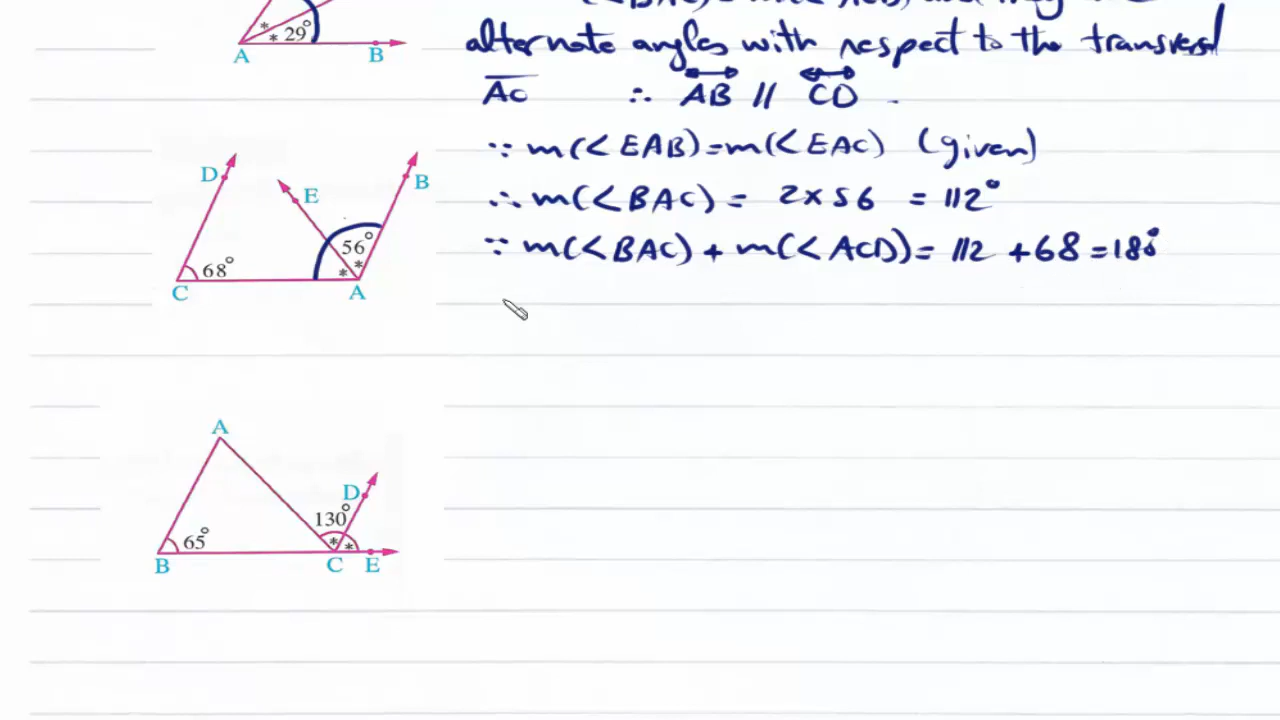 alternate angles with respect to the transversal
AC ∴ AB // CD
∵ m(<EAB)=m(<EAC) (given)
∴ m(<BAC) = 2×56 = 112°
∵ m(<BAC) + m(<ACD) = 112 + 68 = 180°
* * 29°
A B
D E B
68° 56°
* *
C A
A
D
130°
65° * *
B C E